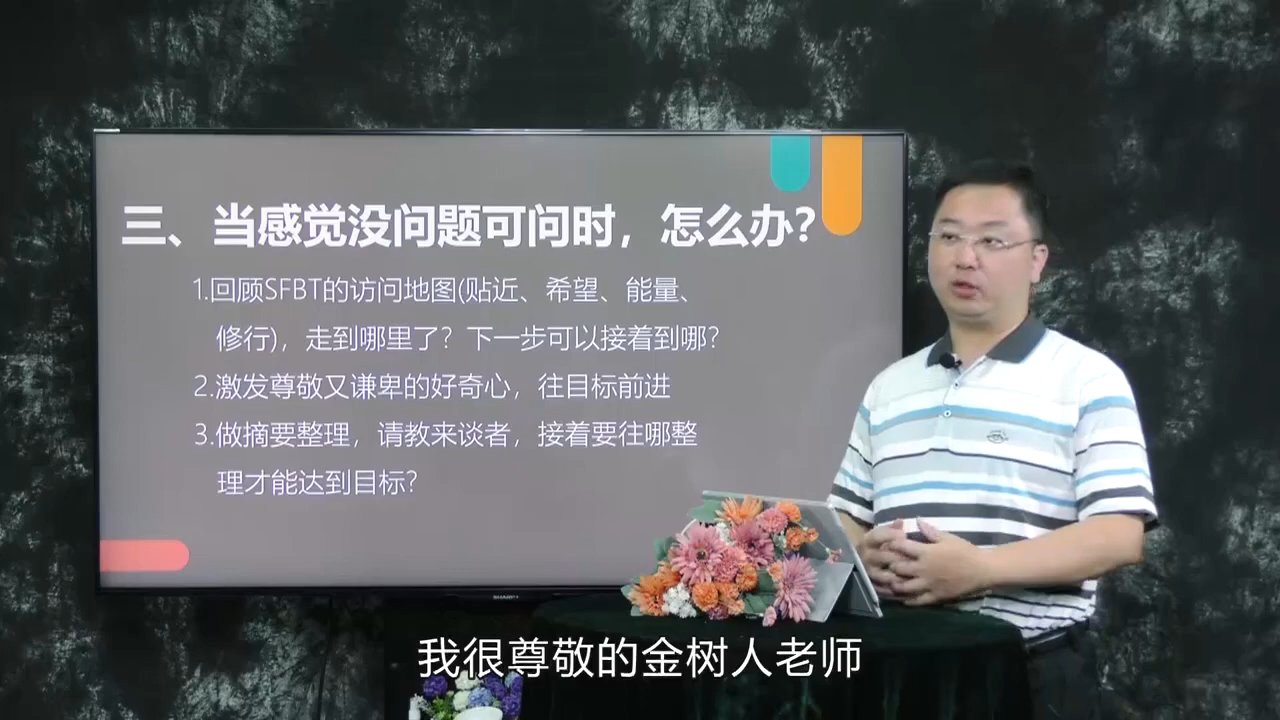 三、当感觉没问题可问时，怎么办？
1.回顾SFBT的访问地图(贴近、希望、能量、
修行)，走到哪里了？下一步可以接着到哪？
2.激发尊敬又谦卑的好奇心，往目标前进
3.做摘要整理，请教来谈者，接着要往哪整
理才能达到目标？
SHARP
我很尊敬的金树人老师